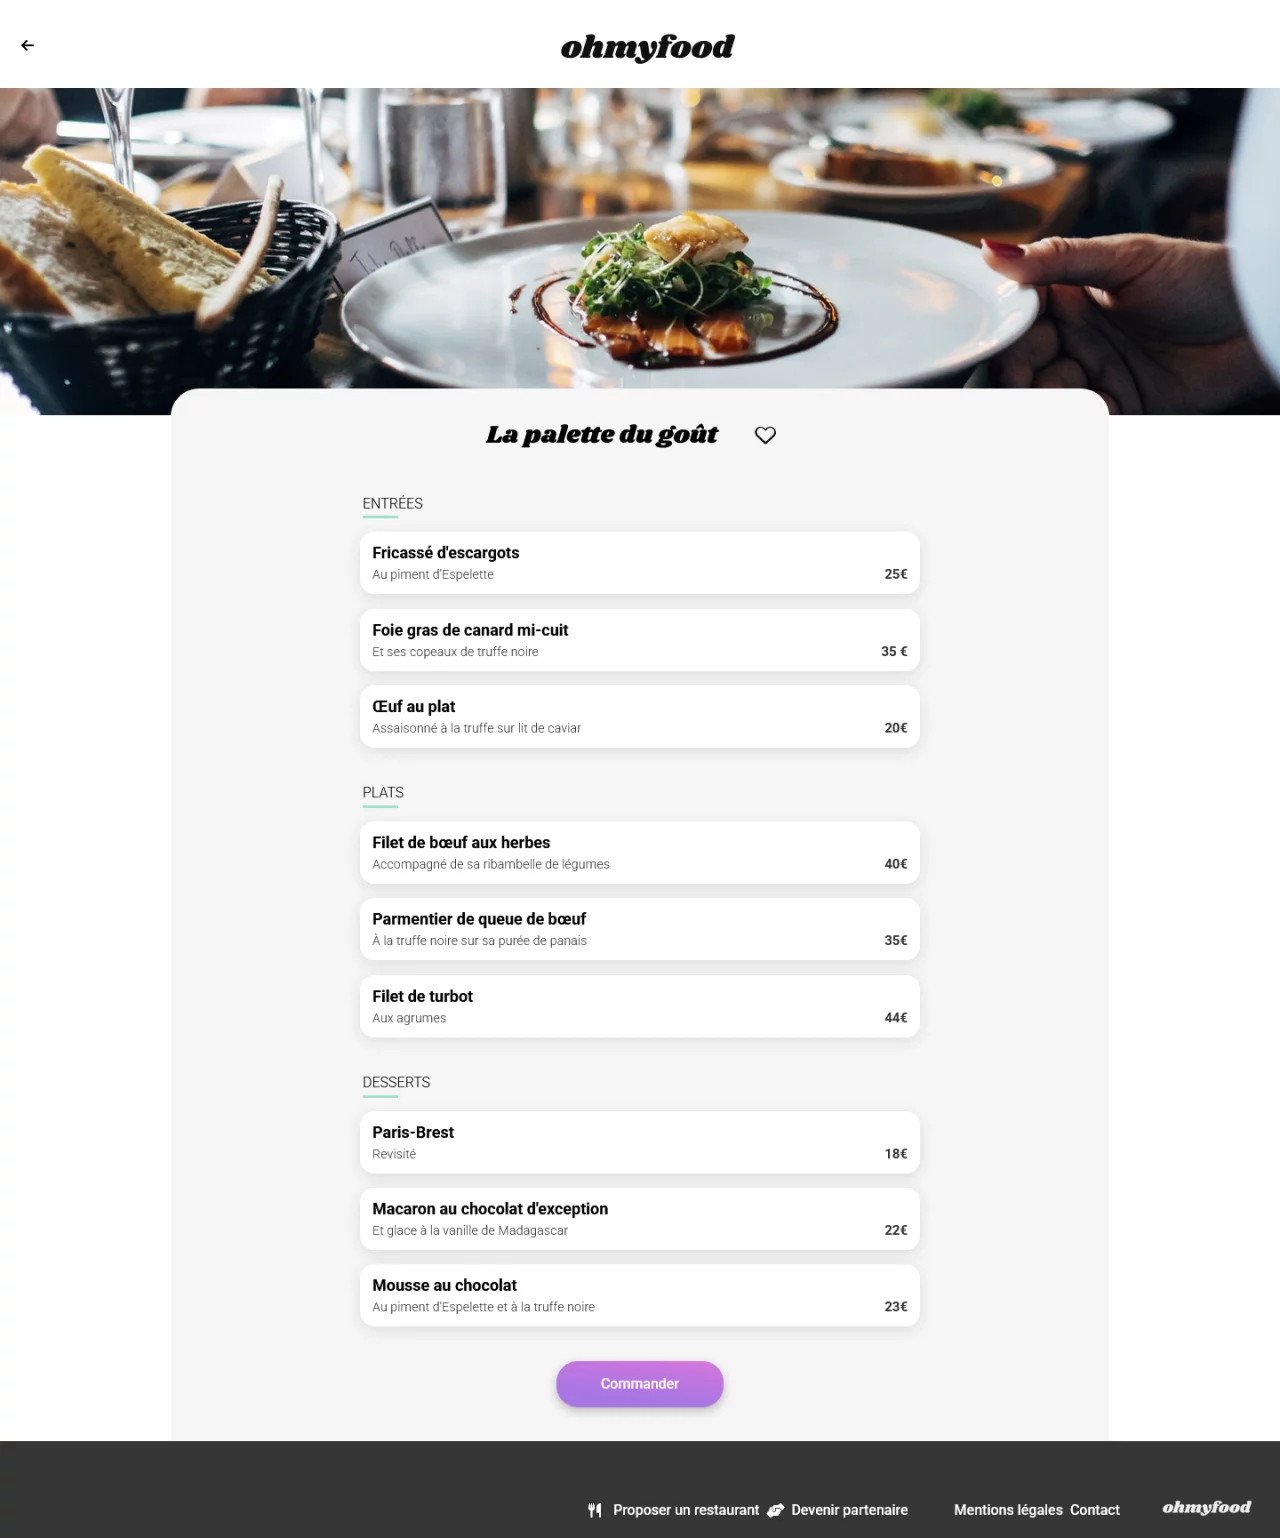 ohmyfood
La palette du goût
ENTRÉES
Fricassé d'escargots
Au piment d'Espelette 25€
Foie gras de canard mi-cuit
Et ses copeaux de truffe noire 35 €
Œuf au plat
Assaisonné à la truffe sur lit de caviar 20€
PLATS
Filet de bœuf aux herbes
Accompagné de sa ribambelle de légumes 40€
Parmentier de queue de bœuf
À la truffe noire sur sa purée de panais 35€
Filet de turbot
Aux agrumes 44€
DESSERTS
Paris-Brest
Revisité 18€
Macaron au chocolat d'exception
Et glace à la vanille de Madagascar 22€
Mousse au chocolat
Au piment d'Espelette et à la truffe noire 23€
Commander
Proposer un restaurant Devenir partenaire Mentions légales Contact ohmyfood